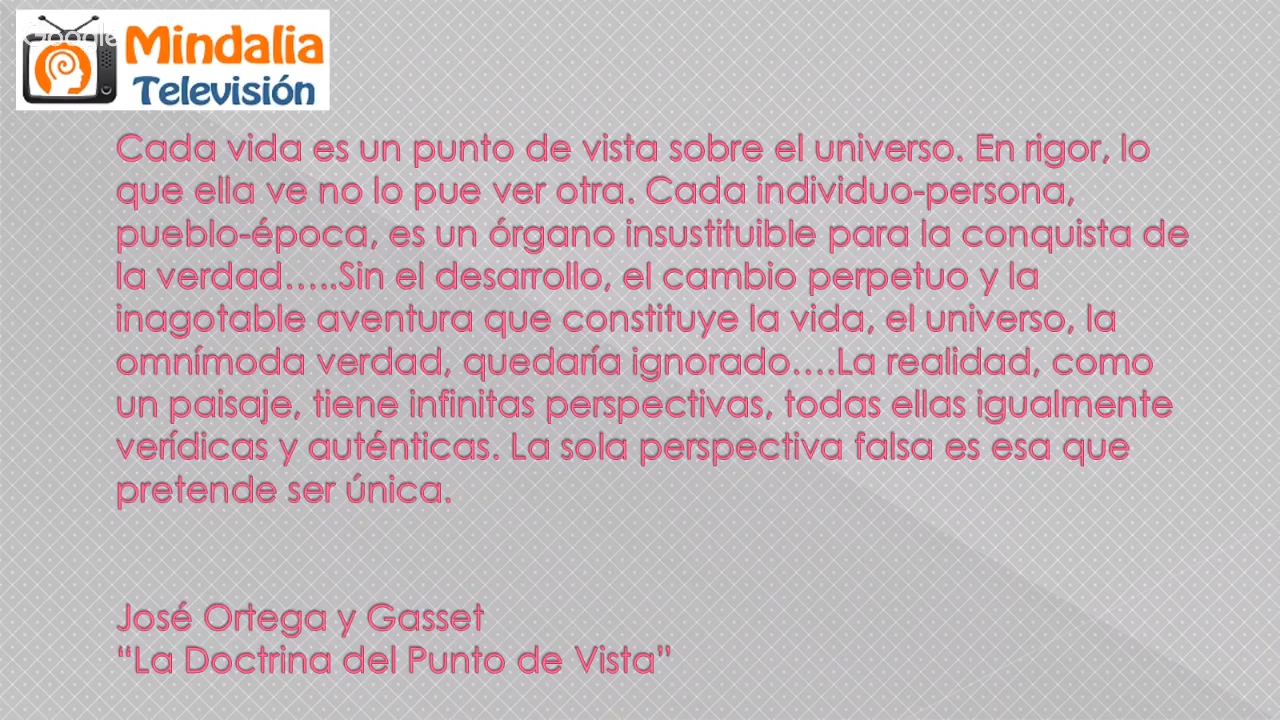 Google
Mindalia
Televisión
Cada vida es un punto de vista sobre el universo. En rigor, lo
que ella ve no lo pue ver otra. Cada individuo-persona,
pueblo-época, es un órgano insustituible para la conquista de
la verdad…..Sin el desarrollo, el cambio perpetuo y la
inagotable aventura que constituye la vida, el universo, la
omnímoda verdad, quedaría ignorado….La realidad, como
un paisaje, tiene infinitas perspectivas, todas ellas igualmente
verídicas y auténticas. La sola perspectiva falsa es esa que
pretende ser única.
José Ortega y Gasset
“La Doctrina del Punto de Vista”